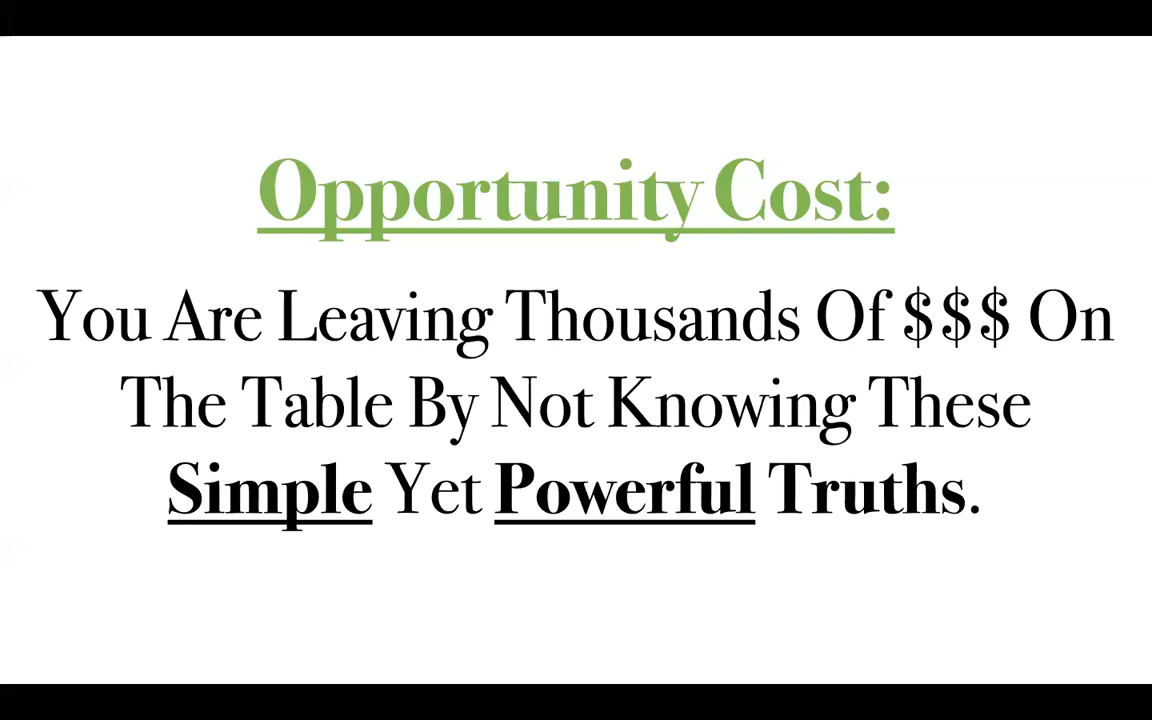 Opportunity Cost:
You Are Leaving Thousands Of $$$ On
The Table By Not Knowing These
Simple Yet Powerful Truths.